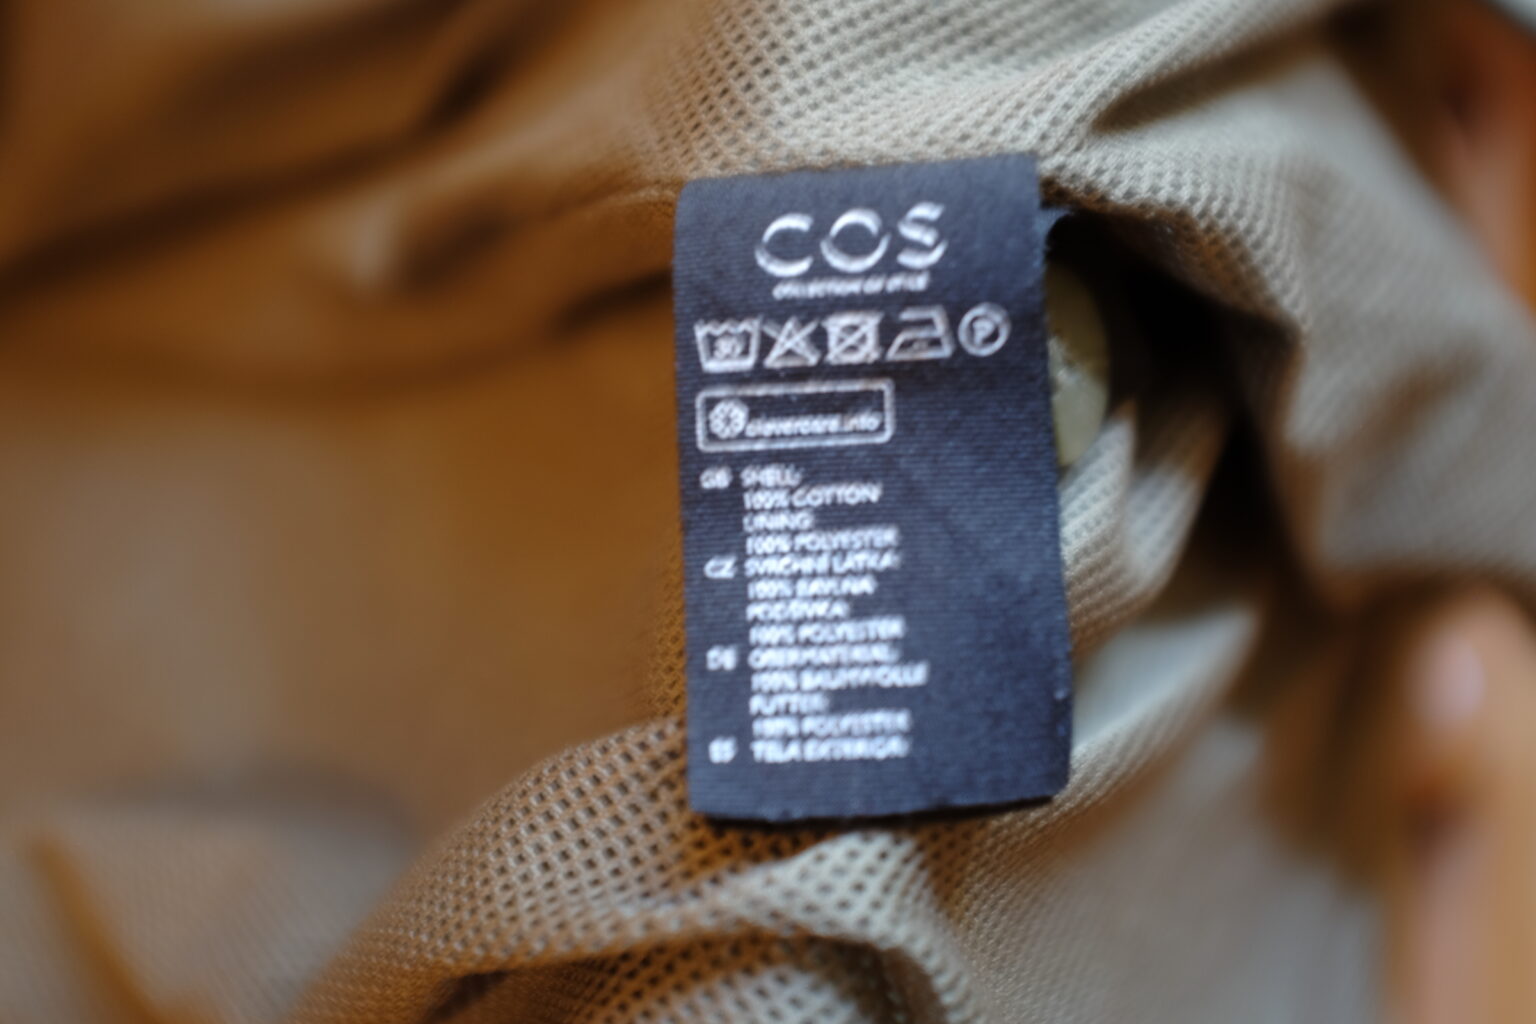 COS
COLLECTION OF STYLE
30 P
clevercare.info
GB SHELL:
100% COTTON
LINING:
100% POLYESTER
CZ SVRCHNÍ LÁTKA:
100% BAVLNA
PODŠÍVKA:
100% POLYESTER
DE OBERMATERIAL:
100% BAUMWOLLE
FUTTER:
100% POLYESTER
ES TELA EXTERIOR: